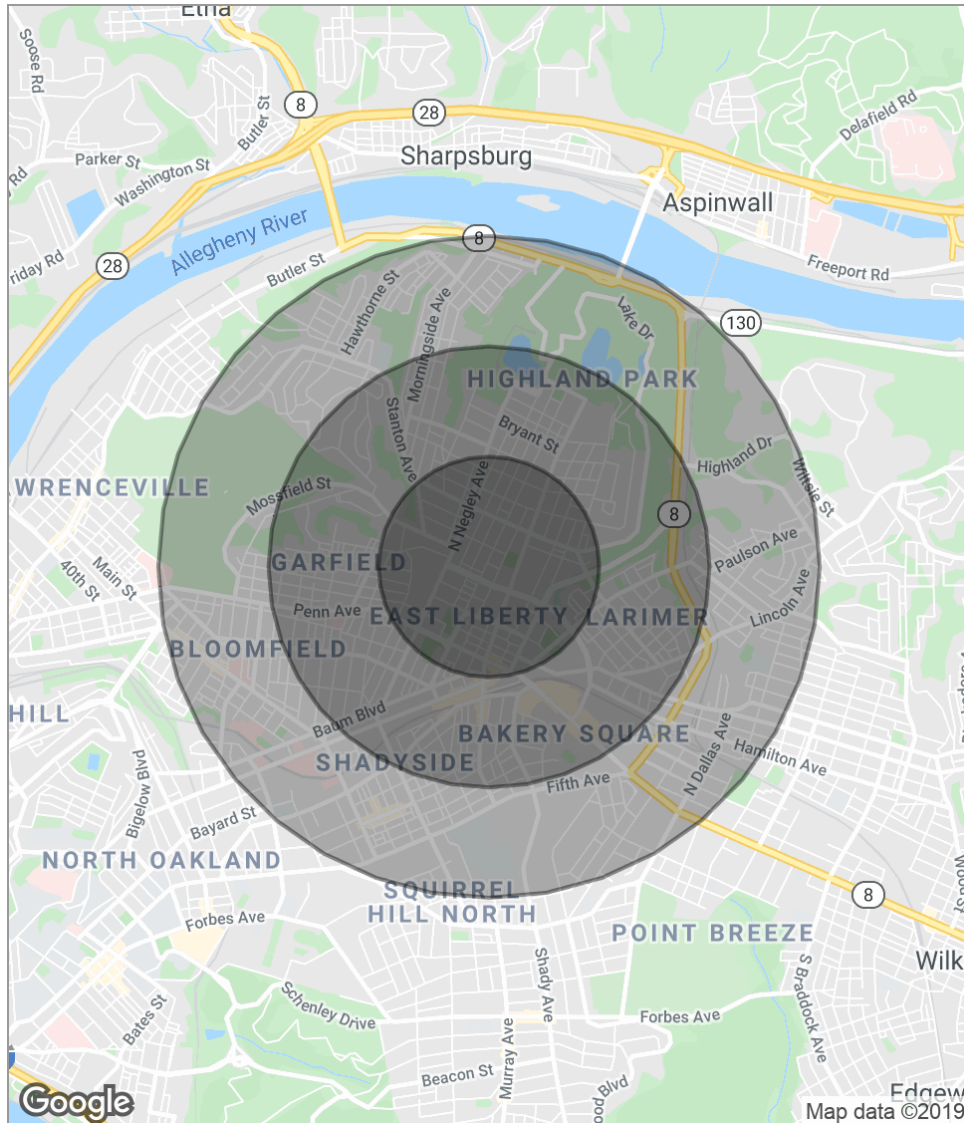 Etna
Soose Rd
8
28
Butler St
Delafield Rd
Parker St
Washington St
Sharpsburg
Aspinwall
Allegheny River
riday Rd
28
8
Butler St
Freeport Rd
Hawthorne St
Morningside Ave
Lake Dr
130
HIGHLAND PARK
Stanton Ave
Bryant St
Highland Dr
Wiltsie St
AWRENCEVILLE
Mossfield St
N Negley Ave
8
Paulson Ave
Main St
40th St
GARFIELD
Lincoln Ave
Penn Ave
EAST LIBERTY
LARIMER
BLOOMFIELD
HILL
Baum Blvd
BAKERY SQUARE
N Dallas Ave
Hamilton Ave
SHADYSIDE
Fifth Ave
Bigelow Blvd
Bayard St
NORTH OAKLAND
SQUIRREL
HILL NORTH
8
Wood St
Forbes Ave
POINT BREEZE
Wilk
Shady Ave
S Braddock Ave
Schenley Drive
Bates St
Forbes Ave
Murray Ave
Beacon St
ood Blvd
Edgew
Google
Map data ©2019